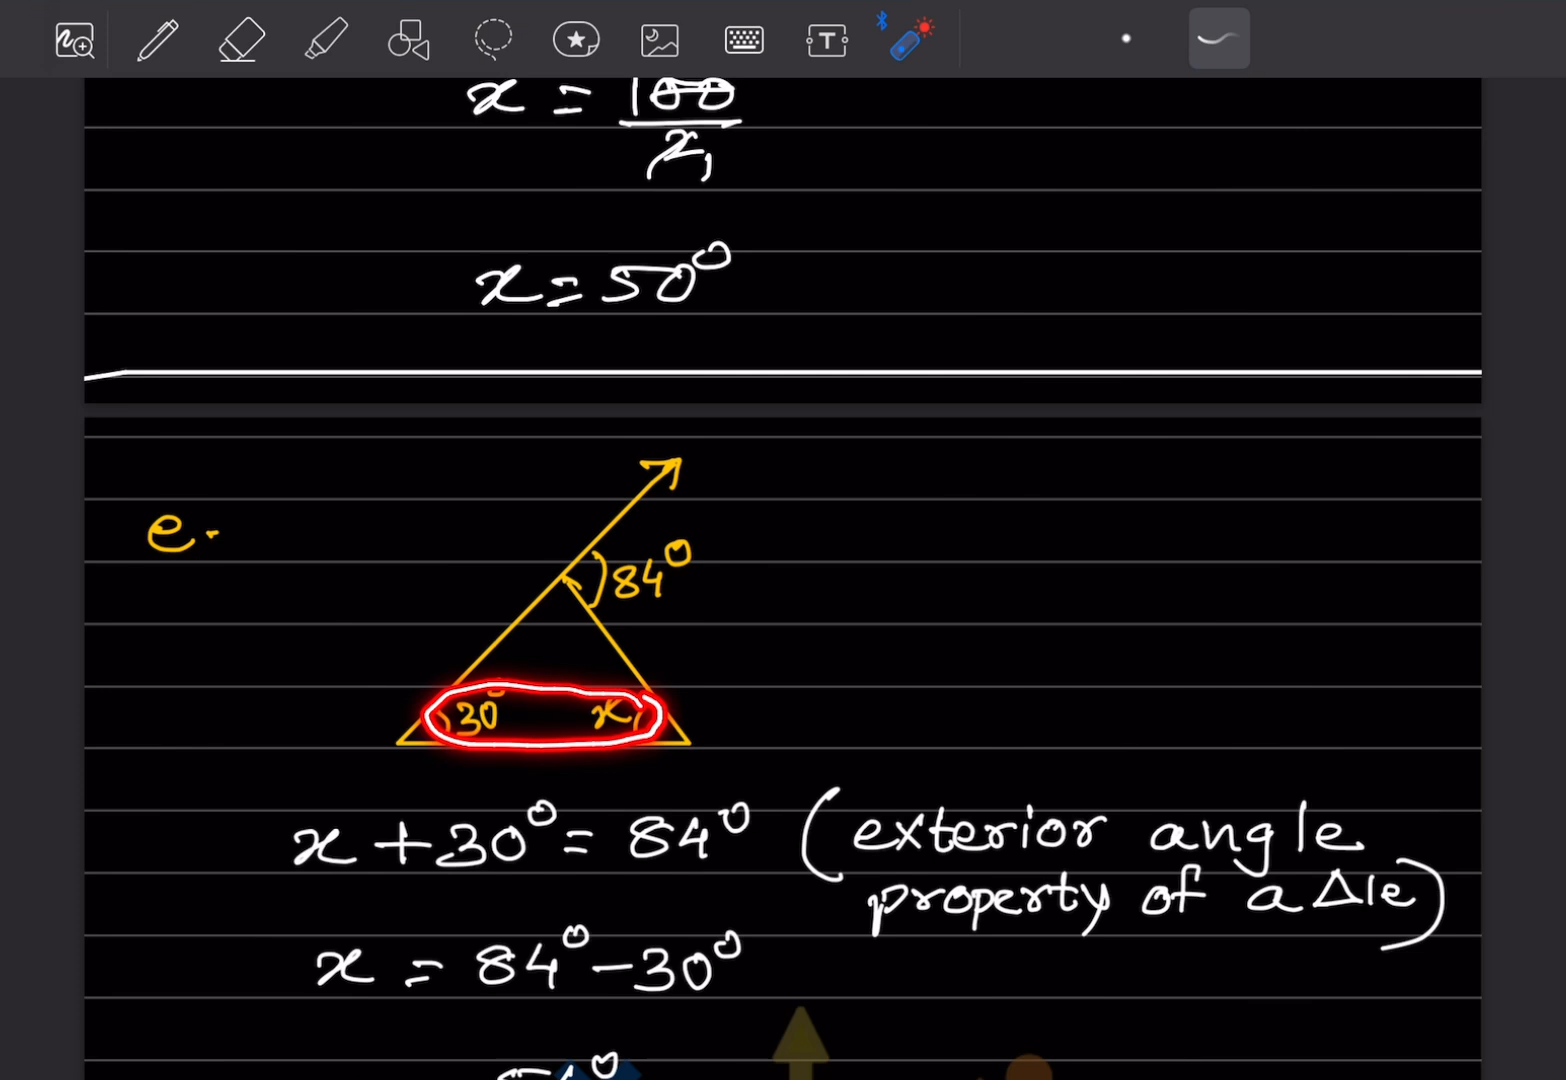 x = 100
2
x = 50°
e.
84°
30° x
x + 30° = 84° (exterior angle
property of a Δle)
x = 84° - 30°